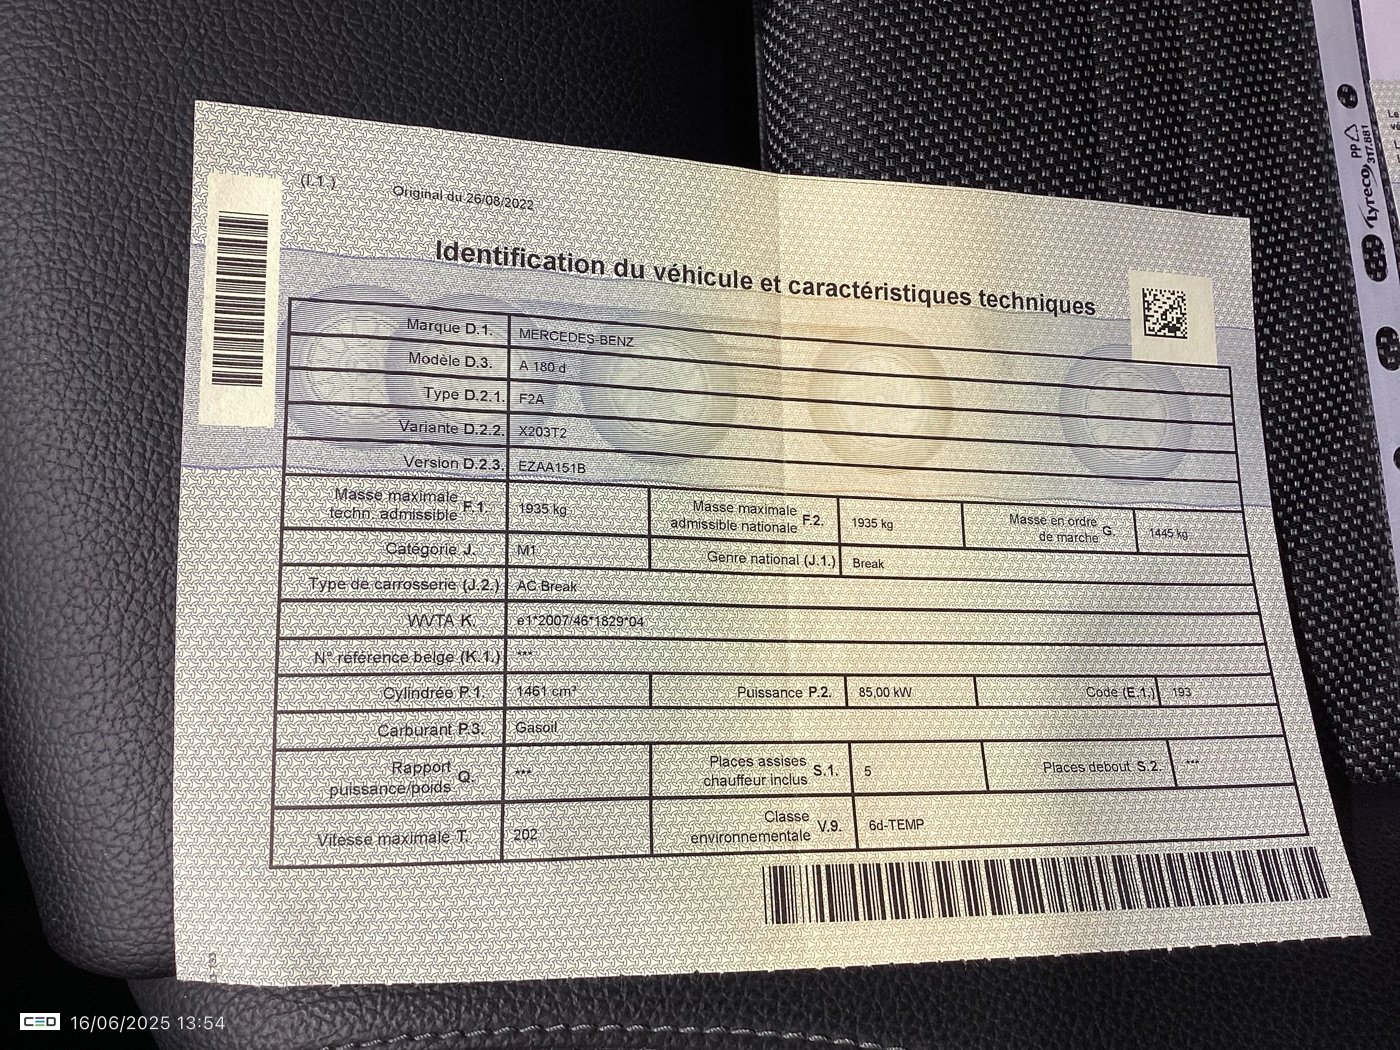 (I.1.)
Original du 26/08/2022
Identification du véhicule et caractéristiques techniques
Marque D.1. MERCEDES-BENZ
Modèle D.3. A 180 d
Type D.2.1. F2A
Variante D.2.2. X203T2
Version D.2.3. EZAA151B
Masse maximale techn. admissible F.1. 1935 kg Masse maximale admissible nationale F.2. 1935 kg Masse en ordre de marche G. 1445 kg
Catégorie J. M1 Genre national (J.1.) Break
Type de carrosserie (J.2.) AC Break
WVTA K. e1*2007/46*1829*04
N° référence belge (K.1.) ***
Cylindrée P.1. 1461 cm³ Puissance P.2. 85,00 kW Code (E.1.) 193
Carburant P.3. Gasoil
Rapport puissance/poids Q. *** Places assises chauffeur inclus S.1. 5 Places debout S.2. ***
Vitesse maximale T. 202 Classe environnementale V.9. 6d-TEMP
Lyreco PP 317.881
CED 16/06/2025 13:54